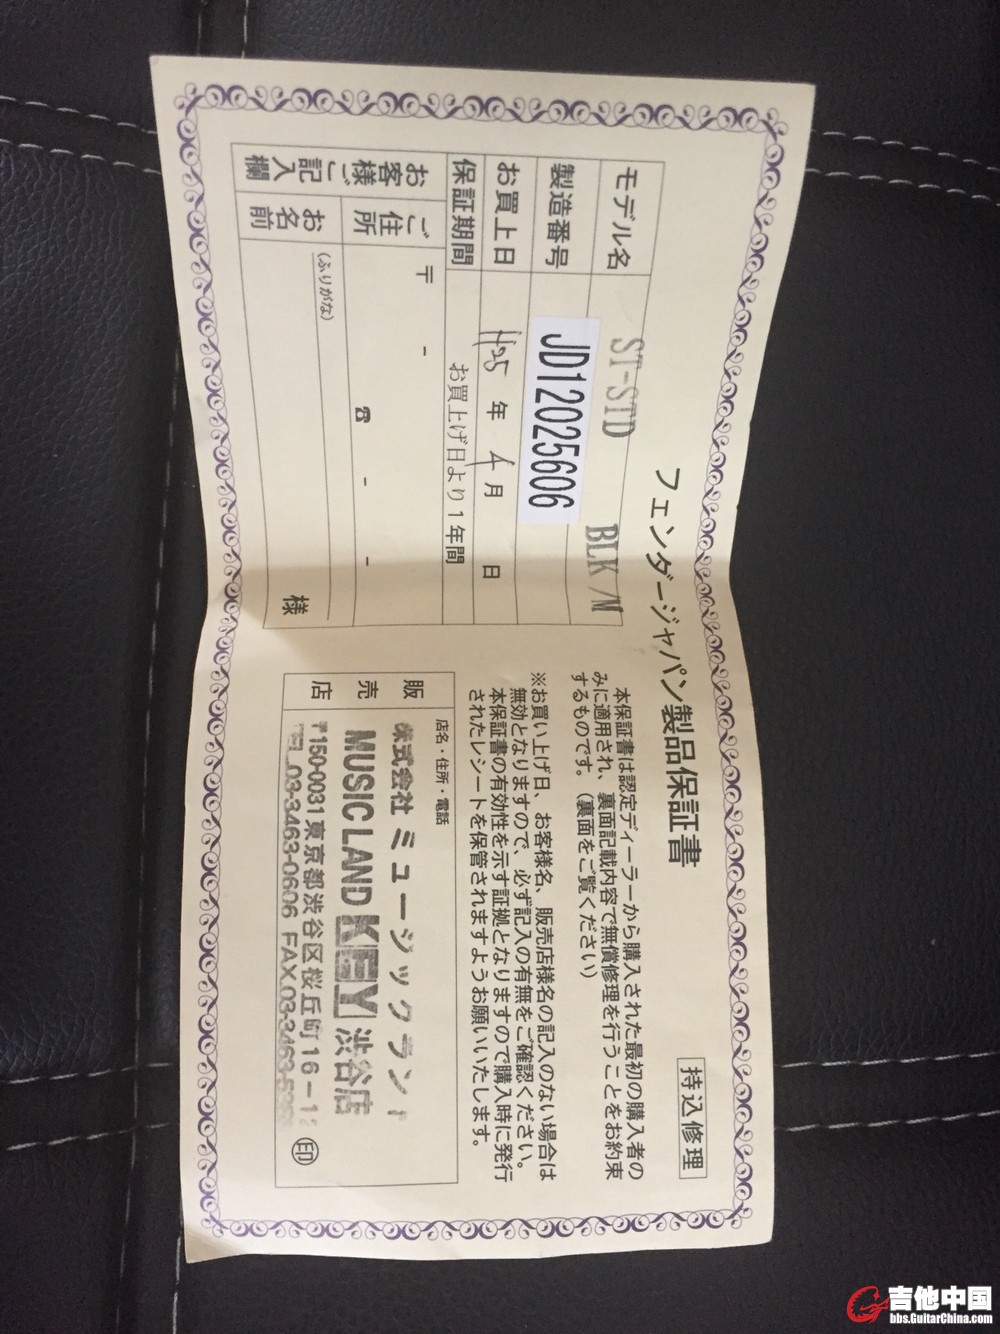 フェンダージャパン製品保証書
持込修理
モデル名 ST-STD BLK/M
製造番号 JD12025606
お買上日 H25 年 4 月 日
保証期間 お買上げ日より1年間
お客様ご記入欄
ご住所 〒 -
☎ - -
お名前 (ふりがな)
様
本保証書は認定ディーラーから購入された最初の購入者の
みに適用され、裏面記載内容で無償修理を行うことをお約束
するものです。(裏面をご覧ください)
※お買い上げ日、お客様名、販売店様名の記入のない場合は
無効となりますので、必ず記入の有無をご確認ください。
本保証書の有効性を示す証拠となりますので購入時に発行
されたレシートを保管されますようお願いいたします。
販売店
店名・住所・電話
株式会社 ミュージックランド
MUSIC LAND KEY 渋谷店
〒150-0031 東京都渋谷区桜丘町16-12
TEL 03-3463-0606 FAX.03-3463-
印
吉他中国
bbs.GuitarChina.com